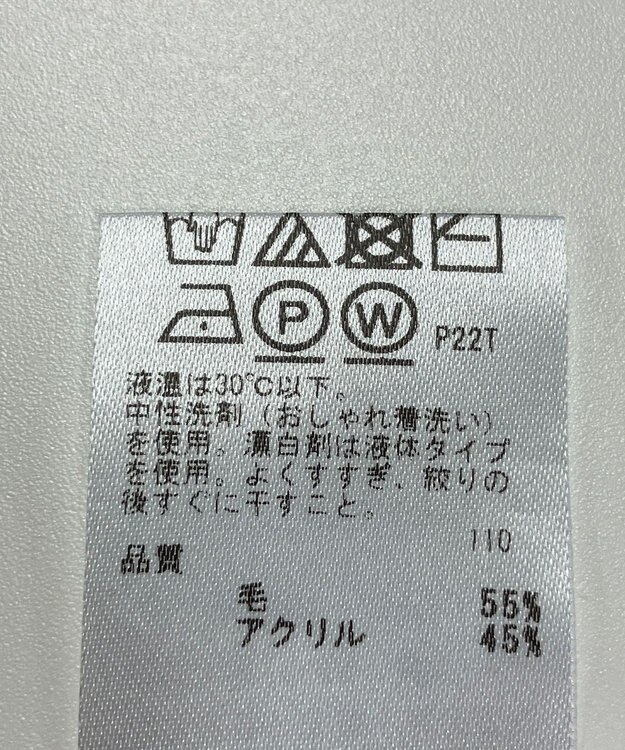 P
W
P22T
液温は30℃以下。
中性洗剤（おしゃれ着洗い）
を使用。漂白剤は液体タイプ
を使用。よくすすぎ、絞りの
後すぐに干すこと。
110
品質
毛 55%
アクリル 45%